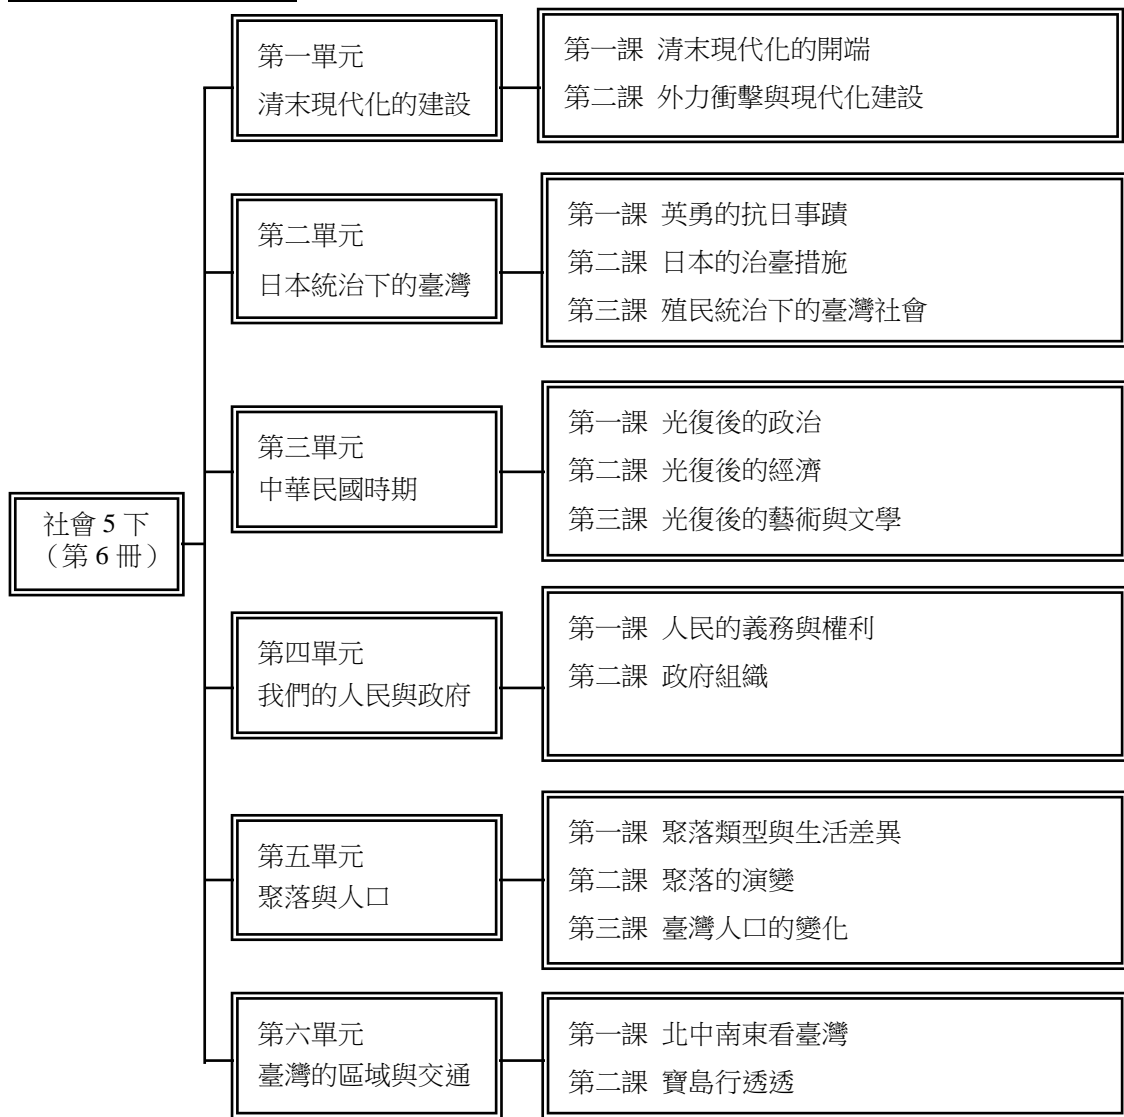 第一單元
清末現代化的建設
第一課 清末現代化的開端
第二課 外力衝擊與現代化建設
第二單元
日本統治下的臺灣
第一課 英勇的抗日事蹟
第二課 日本的治臺措施
第三課 殖民統治下的臺灣社會
第三單元
中華民國時期
第一課 光復後的政治
第二課 光復後的經濟
第三課 光復後的藝術與文學
社會 5 下
（第 6 冊）
第四單元
我們的人民與政府
第一課 人民的義務與權利
第二課 政府組織
第五單元
聚落與人口
第一課 聚落類型與生活差異
第二課 聚落的演變
第三課 臺灣人口的變化
第六單元
臺灣的區域與交通
第一課 北中南東看臺灣
第二課 寶島行透透